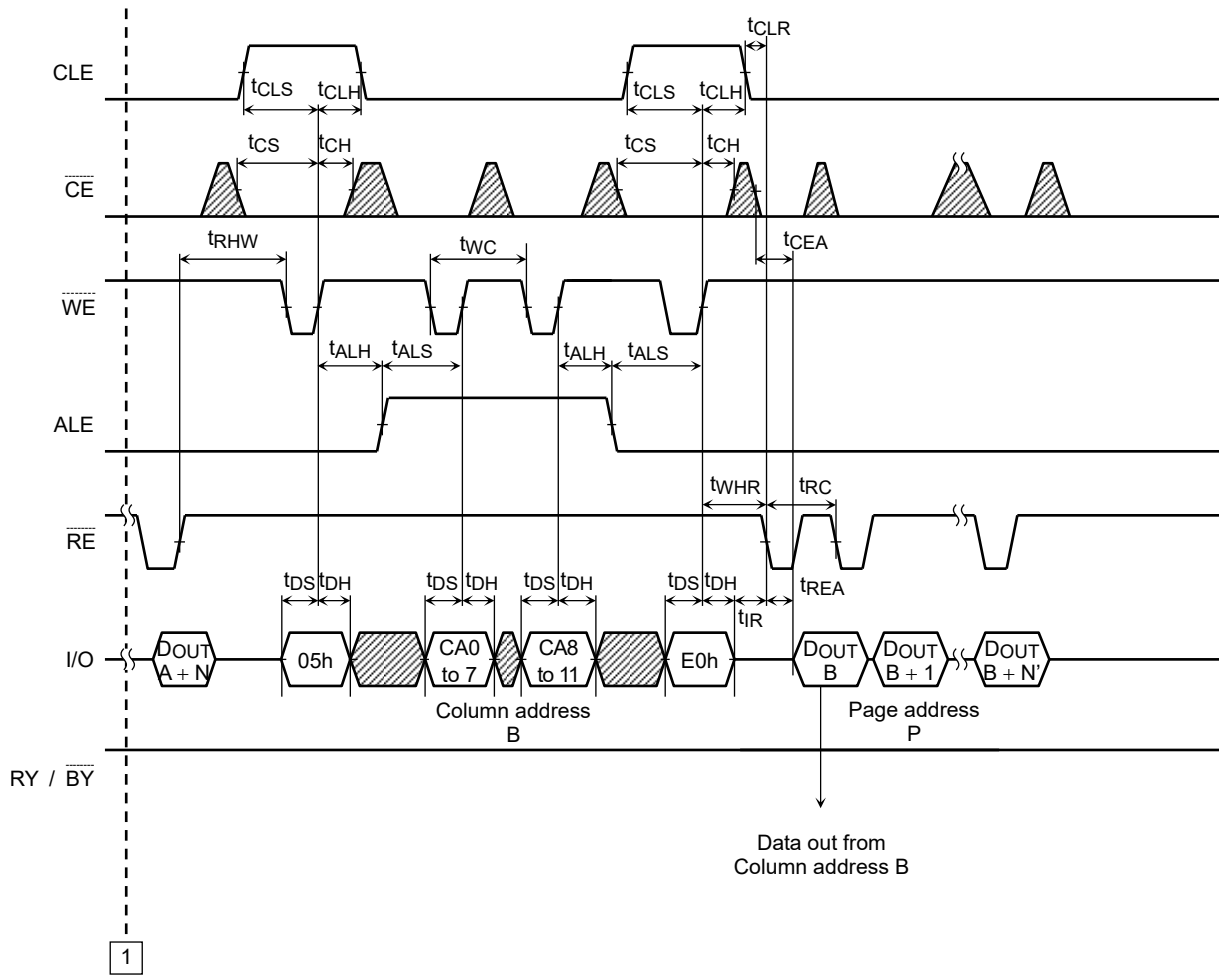 tCLR
CLE
tCLS tCLH tCLS tCLH
tCS tCH tCS tCH
CE
tRHW tWC tCEA
WE
tALH tALS tALH tALS
ALE
tWHR tRC
RE
tDS tDH tDS tDH tDS tDH tDS tDH tREA
tIR
I/O
DOUT
A + N
05h
CA0
to 7
CA8
to 11
E0h
DOUT
B
DOUT
B + 1
DOUT
B + N’
Column address
B
Page address
P
RY / BY
Data out from
Column address B
1